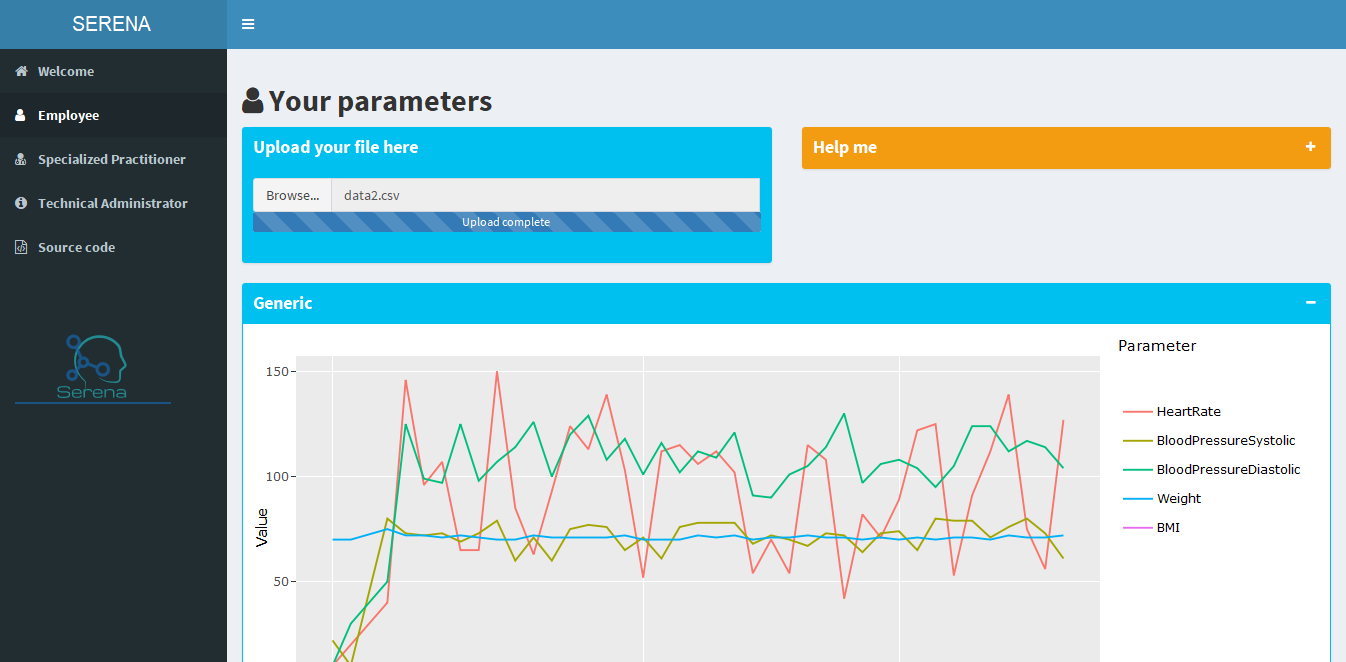 SERENA
Welcome
Employee
Specialized Practitioner
Technical Administrator
Source code
Serena
Your parameters
Upload your file here
Browse... data2.csv
Upload complete
Help me
Generic
Parameter
HeartRate
BloodPressureSystolic
BloodPressureDiastolic
Weight
BMI
Value
150
100
50